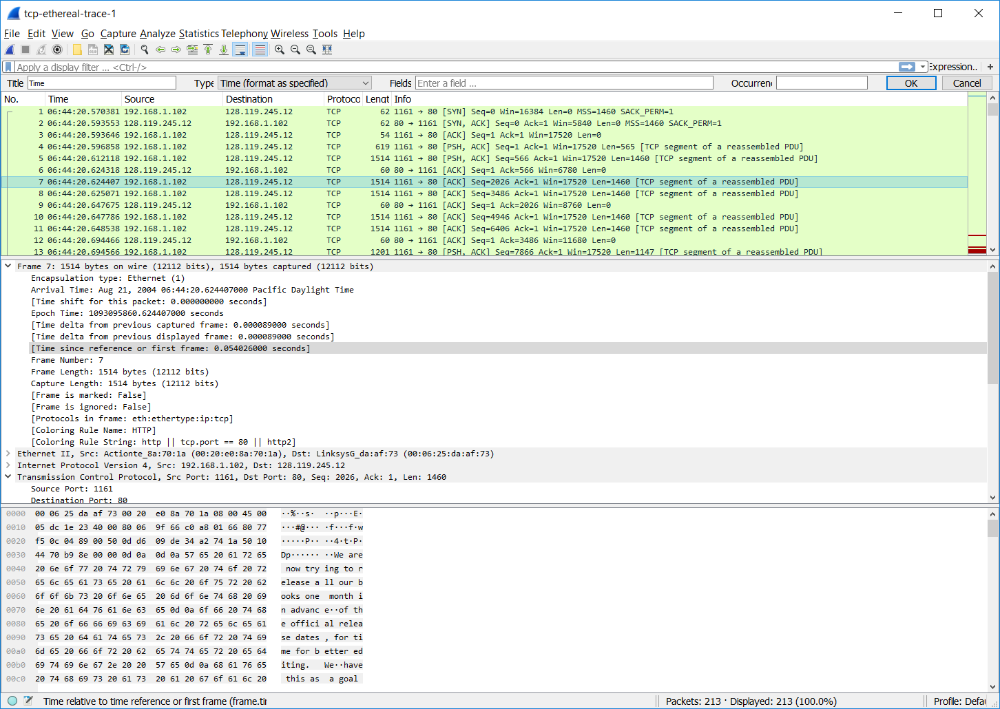 tcp-ethereal-trace-1
File Edit View Go Capture Analyze Statistics Telephony Wireless Tools Help
Apply a display filter ... <Ctrl-/> Expression.. +
Title Time Type Time (format as specified) Fields Enter a field ... Occurrenc OK Cancel
No. Time Source Destination Protoco Lengt Info
1 06:44:20.570381 192.168.1.102 128.119.245.12 TCP 62 1161 → 80 [SYN] Seq=0 Win=16384 Len=0 MSS=1460 SACK_PERM=1
2 06:44:20.593553 128.119.245.12 192.168.1.102 TCP 62 80 → 1161 [SYN, ACK] Seq=0 Ack=1 Win=5840 Len=0 MSS=1460 SACK_PERM=1
3 06:44:20.593646 192.168.1.102 128.119.245.12 TCP 54 1161 → 80 [ACK] Seq=1 Ack=1 Win=17520 Len=0
4 06:44:20.596858 192.168.1.102 128.119.245.12 TCP 619 1161 → 80 [PSH, ACK] Seq=1 Ack=1 Win=17520 Len=565 [TCP segment of a reassembled PDU]
5 06:44:20.612118 192.168.1.102 128.119.245.12 TCP 1514 1161 → 80 [PSH, ACK] Seq=566 Ack=1 Win=17520 Len=1460 [TCP segment of a reassembled PDU]
6 06:44:20.624318 128.119.245.12 192.168.1.102 TCP 60 80 → 1161 [ACK] Seq=1 Ack=566 Win=6780 Len=0
7 06:44:20.624407 192.168.1.102 128.119.245.12 TCP 1514 1161 → 80 [ACK] Seq=2026 Ack=1 Win=17520 Len=1460 [TCP segment of a reassembled PDU]
8 06:44:20.625071 192.168.1.102 128.119.245.12 TCP 1514 1161 → 80 [ACK] Seq=3486 Ack=1 Win=17520 Len=1460 [TCP segment of a reassembled PDU]
9 06:44:20.647675 128.119.245.12 192.168.1.102 TCP 60 80 → 1161 [ACK] Seq=1 Ack=2026 Win=8760 Len=0
10 06:44:20.647786 192.168.1.102 128.119.245.12 TCP 1514 1161 → 80 [ACK] Seq=4946 Ack=1 Win=17520 Len=1460 [TCP segment of a reassembled PDU]
11 06:44:20.648538 192.168.1.102 128.119.245.12 TCP 1514 1161 → 80 [ACK] Seq=6406 Ack=1 Win=17520 Len=1460 [TCP segment of a reassembled PDU]
12 06:44:20.694466 128.119.245.12 192.168.1.102 TCP 60 80 → 1161 [ACK] Seq=1 Ack=3486 Win=11680 Len=0
13 06:44:20.694566 192.168.1.102 128.119.245.12 TCP 1201 1161 → 80 [PSH, ACK] Seq=7866 Ack=1 Win=17520 Len=1147 [TCP segment of a reassembled PDU]
Frame 7: 1514 bytes on wire (12112 bits), 1514 bytes captured (12112 bits)
Encapsulation type: Ethernet (1)
Arrival Time: Aug 21, 2004 06:44:20.624407000 Pacific Daylight Time
[Time shift for this packet: 0.000000000 seconds]
Epoch Time: 1093095860.624407000 seconds
[Time delta from previous captured frame: 0.000089000 seconds]
[Time delta from previous displayed frame: 0.000089000 seconds]
[Time since reference or first frame: 0.054026000 seconds]
Frame Number: 7
Frame Length: 1514 bytes (12112 bits)
Capture Length: 1514 bytes (12112 bits)
[Frame is marked: False]
[Frame is ignored: False]
[Protocols in frame: eth:ethertype:ip:tcp]
[Coloring Rule Name: HTTP]
[Coloring Rule String: http || tcp.port == 80 || http2]
Ethernet II, Src: Actionte_8a:70:1a (00:20:e0:8a:70:1a), Dst: LinksysG_da:af:73 (00:06:25:da:af:73)
Internet Protocol Version 4, Src: 192.168.1.102, Dst: 128.119.245.12
Transmission Control Protocol, Src Port: 1161, Dst Port: 80, Seq: 2026, Ack: 1, Len: 1460
Source Port: 1161
Destination Port: 80
0000 00 06 25 da af 73 00 20 e0 8a 70 1a 08 00 45 00 ··%··s· ··p···E·
0010 05 dc 1e 23 40 00 80 06 9f 66 c0 a8 01 66 80 77 ···#@··· ·f···f·w
0020 f5 0c 04 89 00 50 0d d6 09 de 34 a2 74 1a 50 10 ·····P·· ··4·t·P·
0030 44 70 b9 8e 00 00 0d 0a 0d 0a 57 65 20 61 72 65 Dp······ ··We are
0040 20 6e 6f 77 20 74 72 79 69 6e 67 20 74 6f 20 72 now try ing to r
0050 65 6c 65 61 73 65 20 61 6c 6c 20 6f 75 72 20 62 elease a ll our b
0060 6f 6f 6b 73 20 6f 6e 65 20 6d 6f 6e 74 68 20 69 ooks one month i
0070 6e 20 61 64 76 61 6e 63 65 0d 0a 6f 66 20 74 68 n advanc e··of th
0080 65 20 6f 66 66 69 63 69 61 6c 20 72 65 6c 65 61 e offici al relea
0090 73 65 20 64 61 74 65 73 2c 20 66 6f 72 20 74 69 se dates , for ti
00a0 6d 65 20 66 6f 72 20 62 65 74 74 65 72 20 65 64 me for b etter ed
00b0 69 74 69 6e 67 2e 20 20 57 65 0d 0a 68 61 76 65 iting. We··have
00c0 20 74 68 69 73 20 61 73 20 61 20 67 6f 61 6c 20 this as a goal
Time relative to time reference or first frame (frame.tir Packets: 213 · Displayed: 213 (100.0%) Profile: Defau